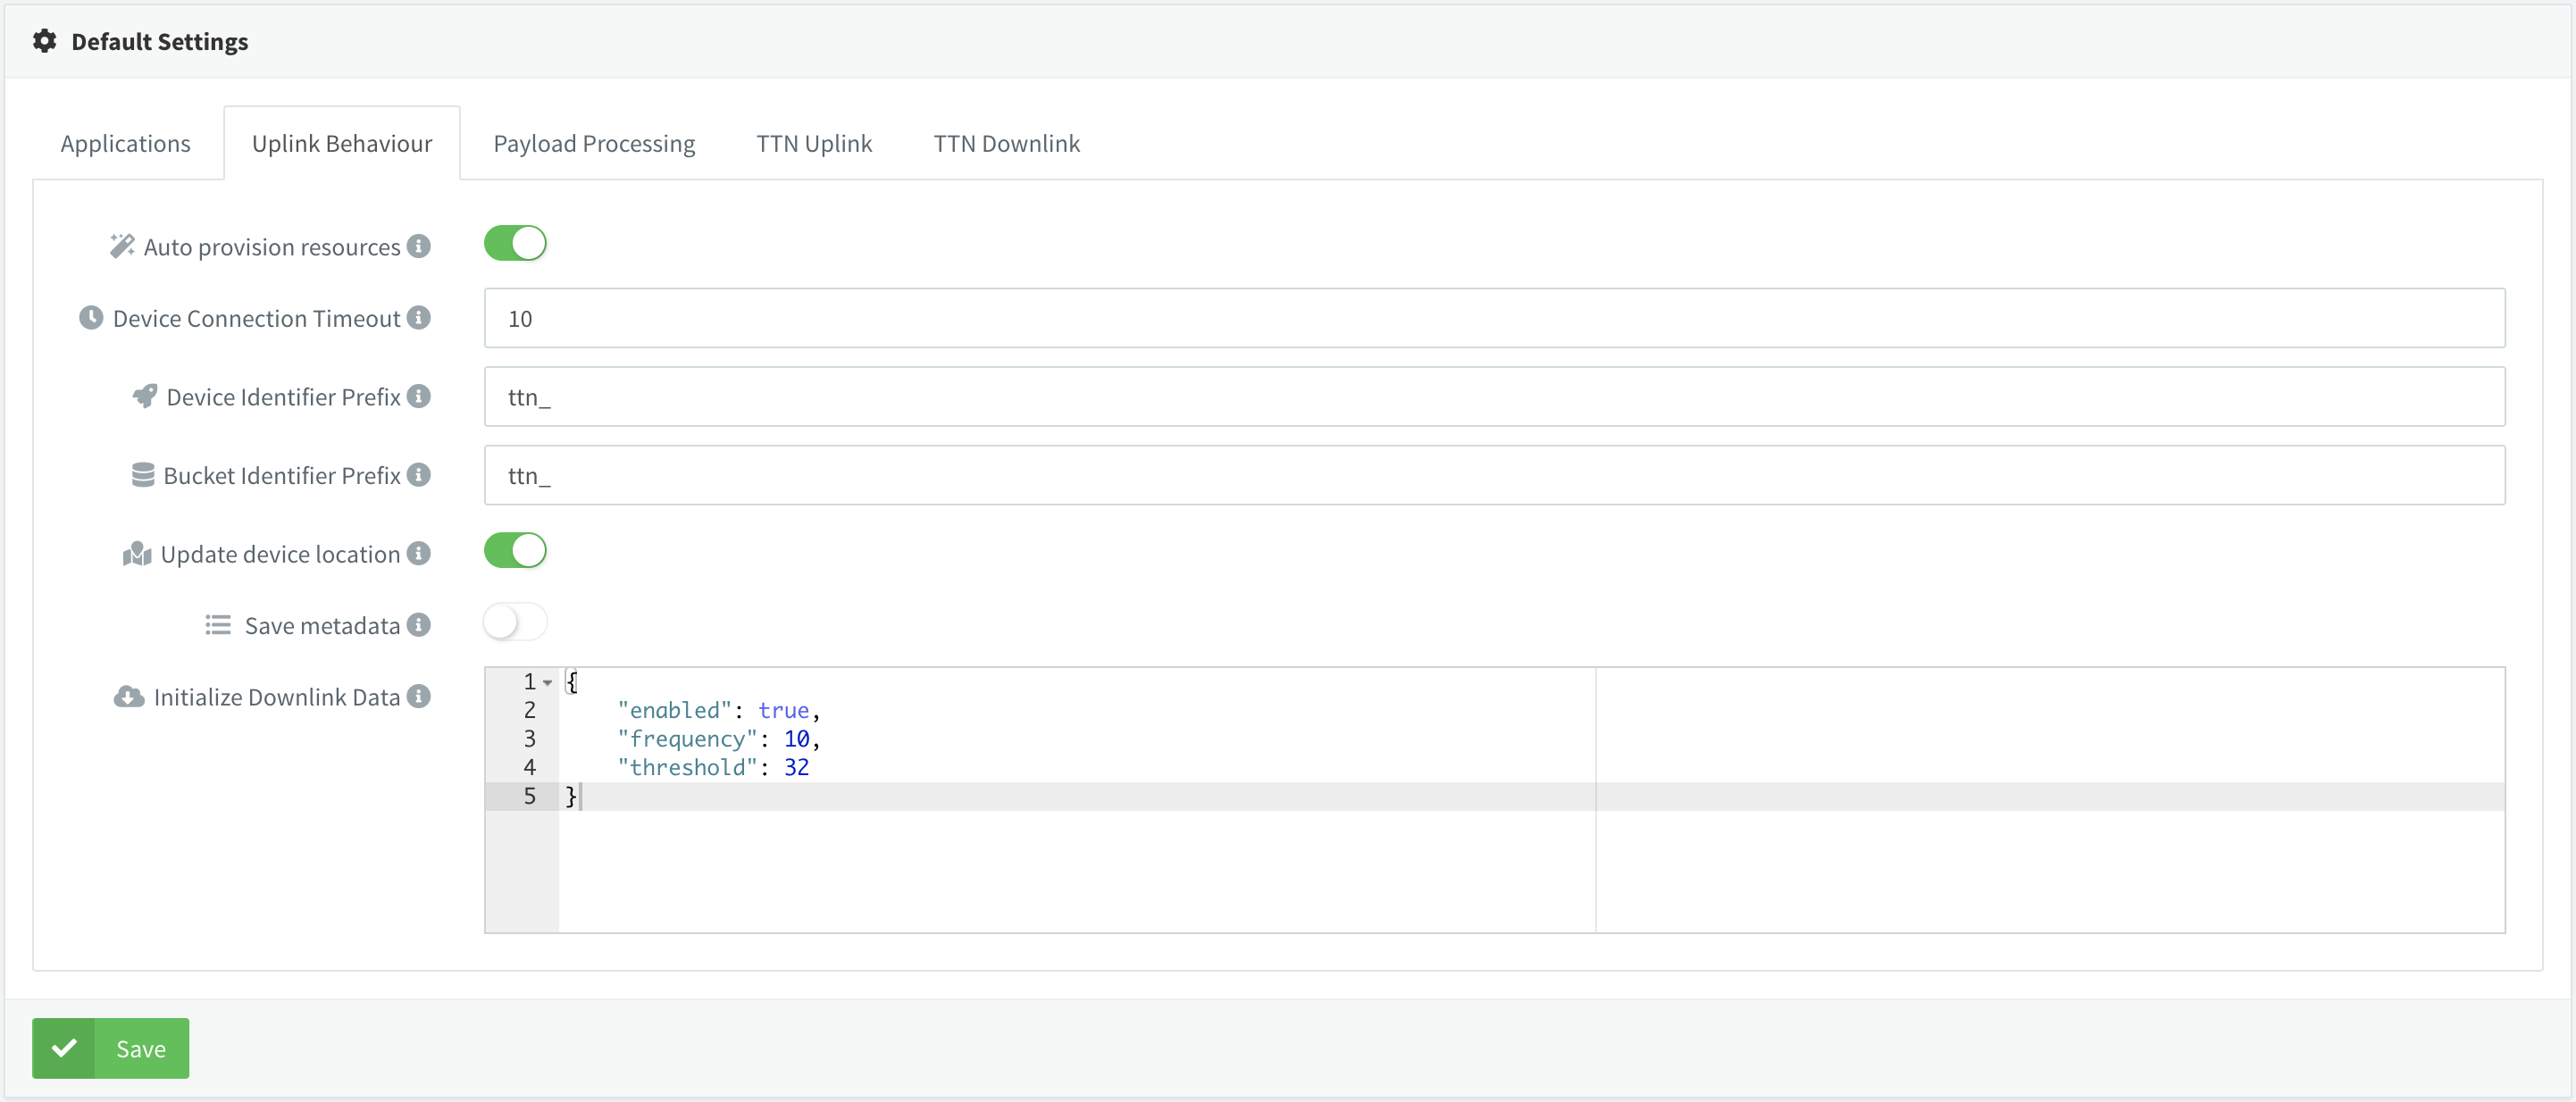 Default Settings
Applications
Uplink Behaviour
Payload Processing
TTN Uplink
TTN Downlink
Auto provision resources
Device Connection Timeout
10
Device Identifier Prefix
ttn_
Bucket Identifier Prefix
ttn_
Update device location
Save metadata
Initialize Downlink Data
1 {
2 "enabled": true,
3 "frequency": 10,
4 "threshold": 32
5 }
Save